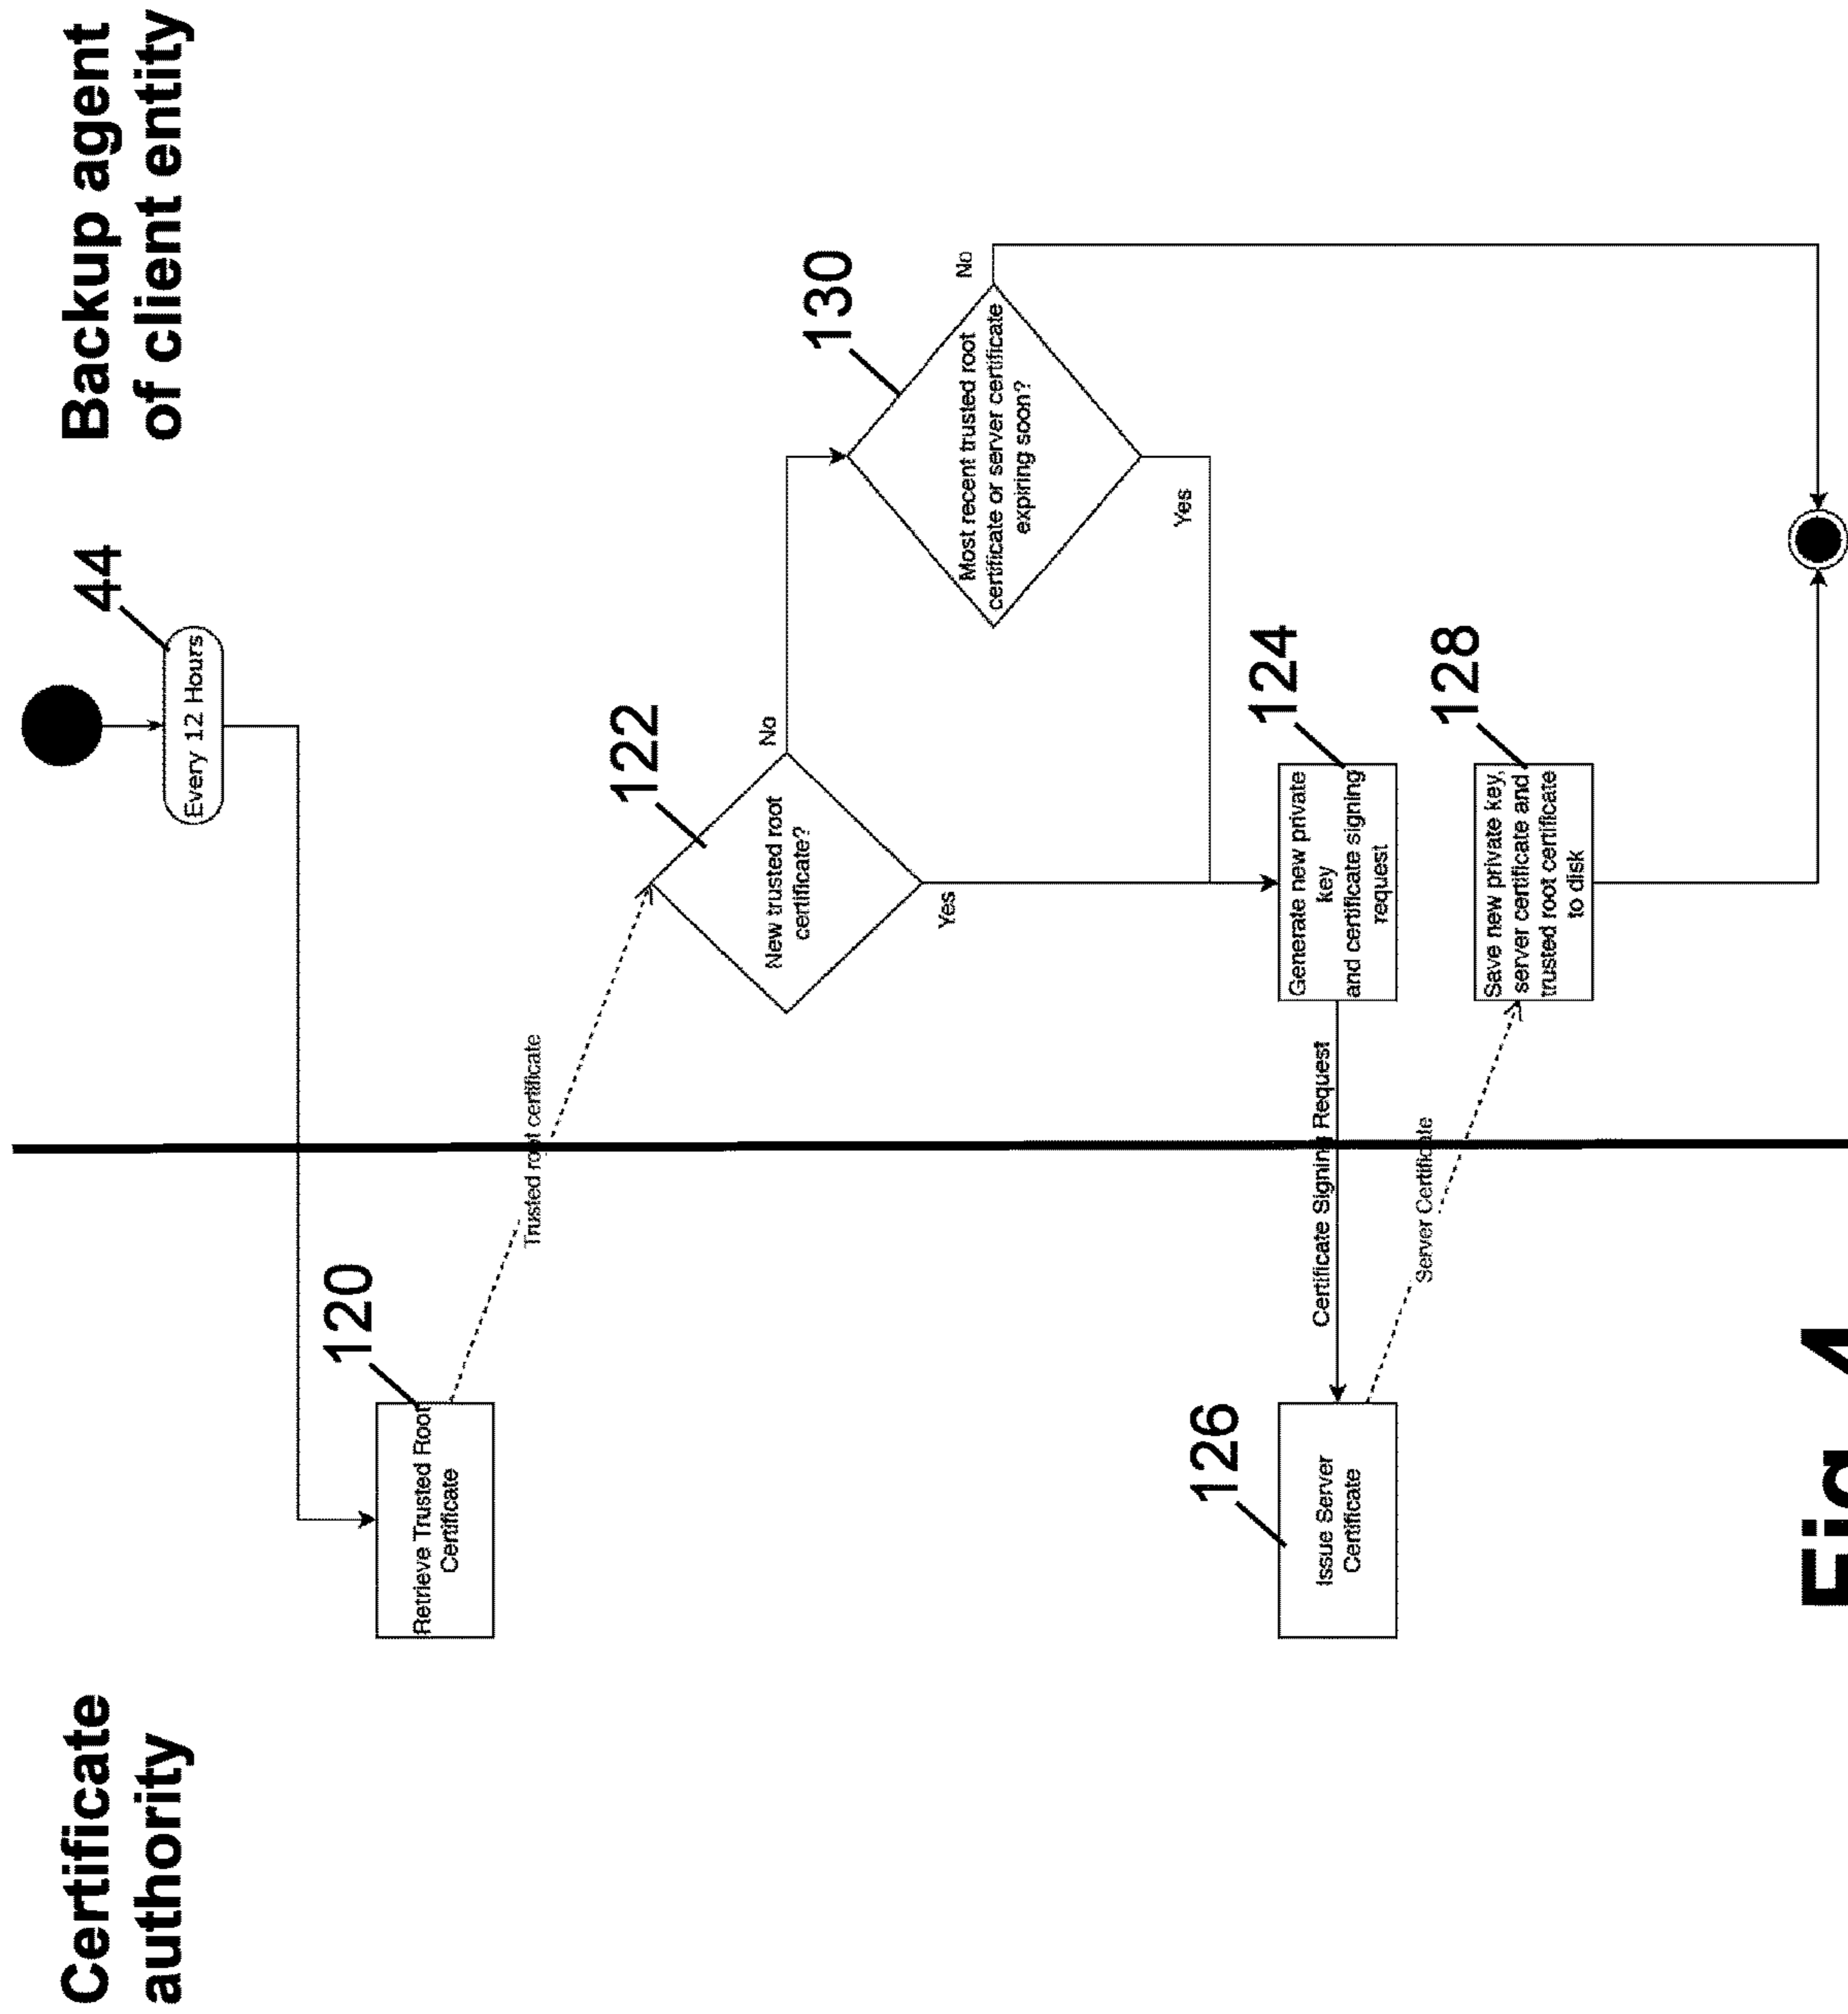 Certificate
authority
Backup agent
of client entity
44
Every 12 Hours
120
Retrieve Trusted Root
Certificate
Trusted root certificate
122
New trusted root
certificate?
No
Yes
130
Most recent trusted root
certificate or server certificate
expiring soon?
No
Yes
124
Generate new private
key
and certificate signing
request
Certificate Signing Request
126
Issue Server
Certificate
Server Certificate
128
Save new private key,
server certificate and
trusted root certificate
to disk
Fig. 4